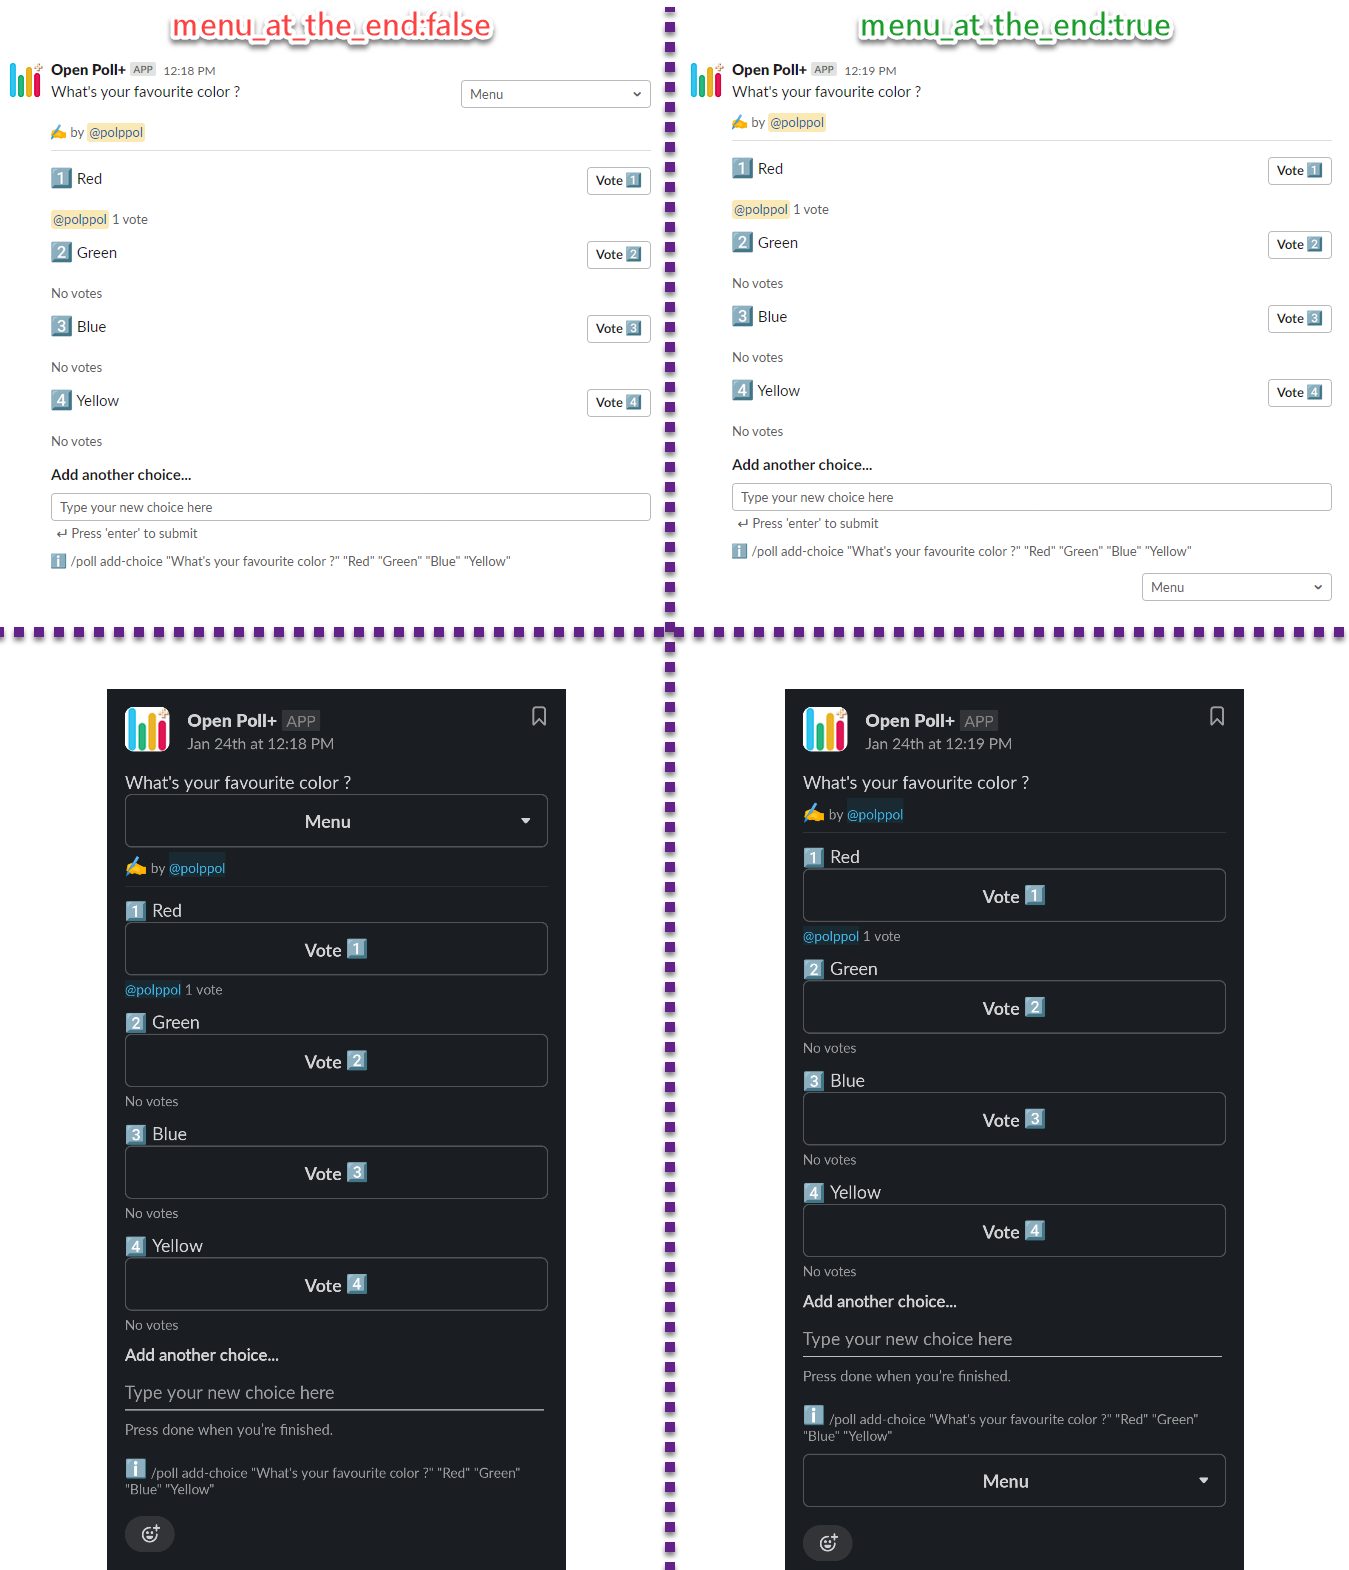 menu_at_the_end:false
Open Poll+ APP 12:18 PM
What's your favourite color ?
Menu
✍️ by @polppol
1 Red
Vote 1
@polppol 1 vote
2 Green
Vote 2
No votes
3 Blue
Vote 3
No votes
4 Yellow
Vote 4
No votes
Add another choice...
Type your new choice here
↵ Press 'enter' to submit
ℹ️ /poll add-choice "What's your favourite color ?" "Red" "Green" "Blue" "Yellow"
menu_at_the_end:true
Open Poll+ APP 12:19 PM
What's your favourite color ?
✍️ by @polppol
1 Red
Vote 1
@polppol 1 vote
2 Green
Vote 2
No votes
3 Blue
Vote 3
No votes
4 Yellow
Vote 4
No votes
Add another choice...
Type your new choice here
↵ Press 'enter' to submit
ℹ️ /poll add-choice "What's your favourite color ?" "Red" "Green" "Blue" "Yellow"
Menu
Open Poll+ APP
Jan 24th at 12:18 PM
What's your favourite color ?
Menu
✍️ by @polppol
1 Red
Vote 1
@polppol 1 vote
2 Green
Vote 2
No votes
3 Blue
Vote 3
No votes
4 Yellow
Vote 4
No votes
Add another choice...
Type your new choice here
Press done when you're finished.
ℹ️ /poll add-choice "What's your favourite color ?" "Red" "Green"
"Blue" "Yellow"
Open Poll+ APP
Jan 24th at 12:19 PM
What's your favourite color ?
✍️ by @polppol
1 Red
Vote 1
@polppol 1 vote
2 Green
Vote 2
No votes
3 Blue
Vote 3
No votes
4 Yellow
Vote 4
No votes
Add another choice...
Type your new choice here
Press done when you're finished.
ℹ️ /poll add-choice "What's your favourite color ?" "Red" "Green"
"Blue" "Yellow"
Menu